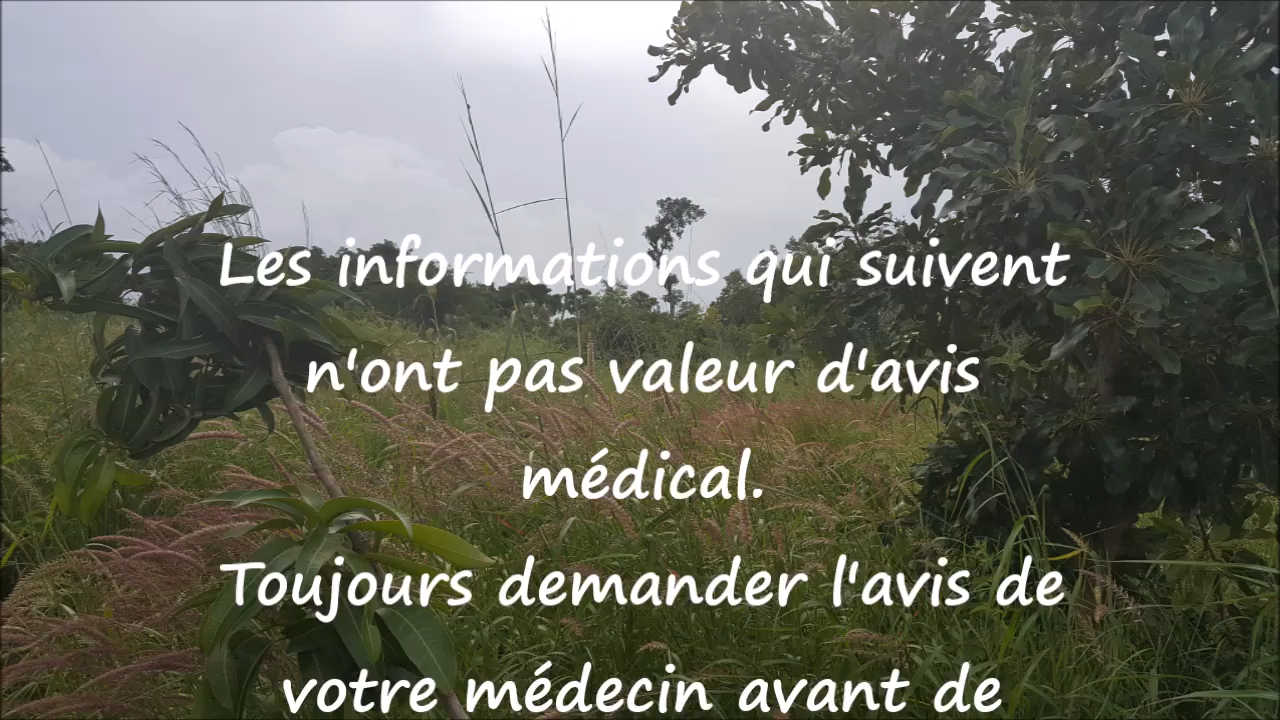 Les informations qui suivent
n'ont pas valeur d'avis
médical.
Toujours demander l'avis de
votre médecin avant de